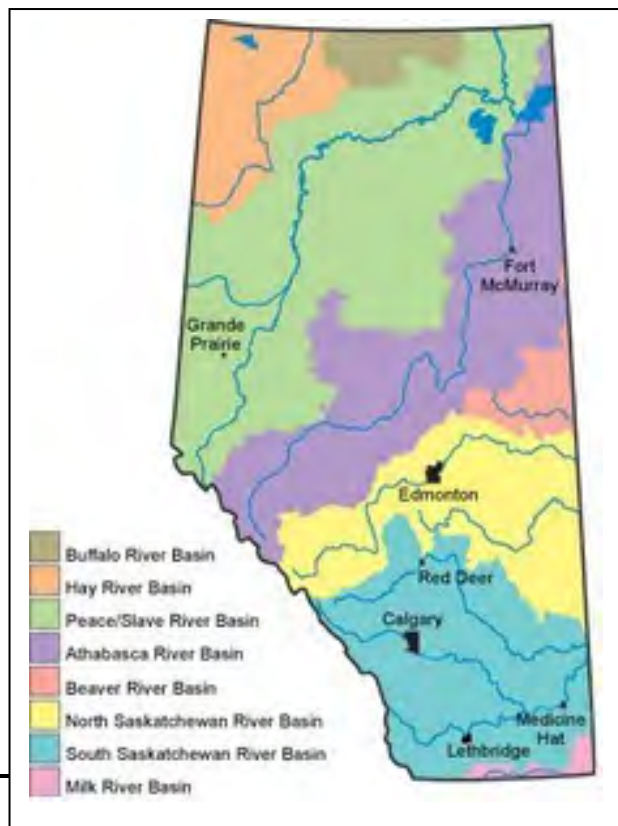 Fort
McMurray
Grande
Prairie
Edmonton
Red Deer
Calgary
Medicine
Hat
Lethbridge
Buffalo River Basin
Hay River Basin
Peace/Slave River Basin
Athabasca River Basin
Beaver River Basin
North Saskatchewan River Basin
South Saskatchewan River Basin
Milk River Basin